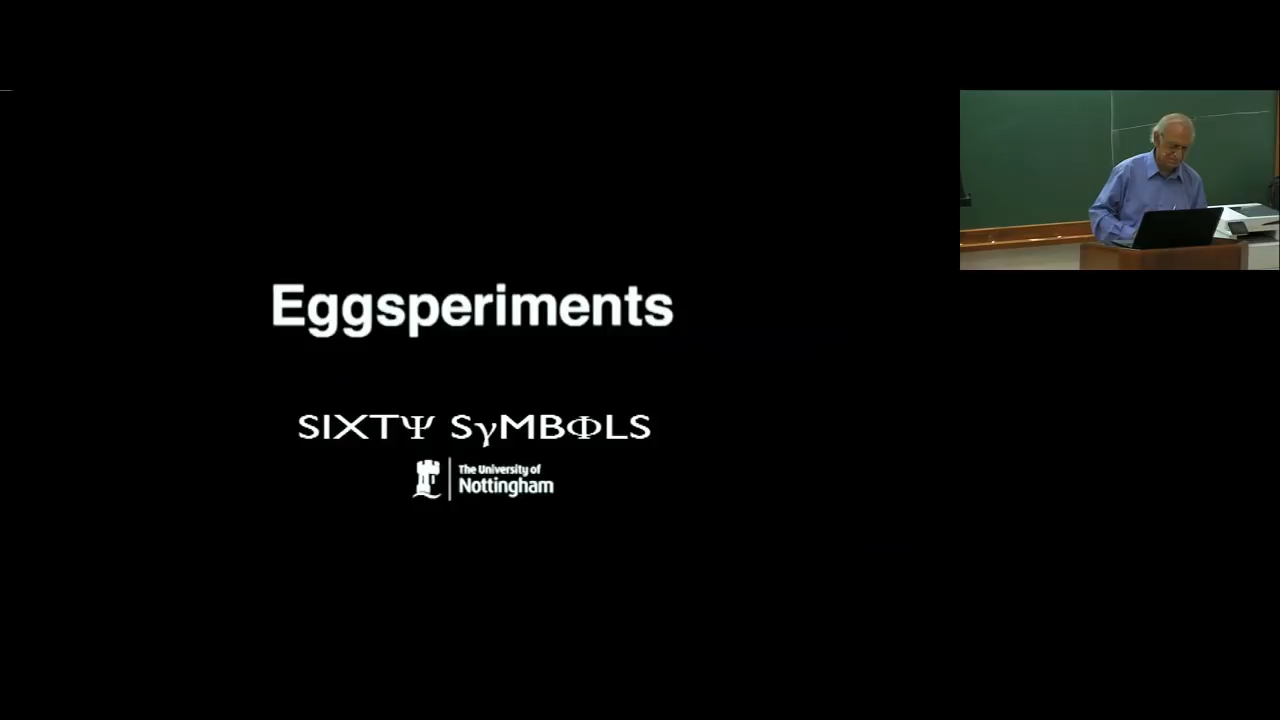 Eggsperiments
SIXTΨ SγMBΦLS
The University of
Nottingham